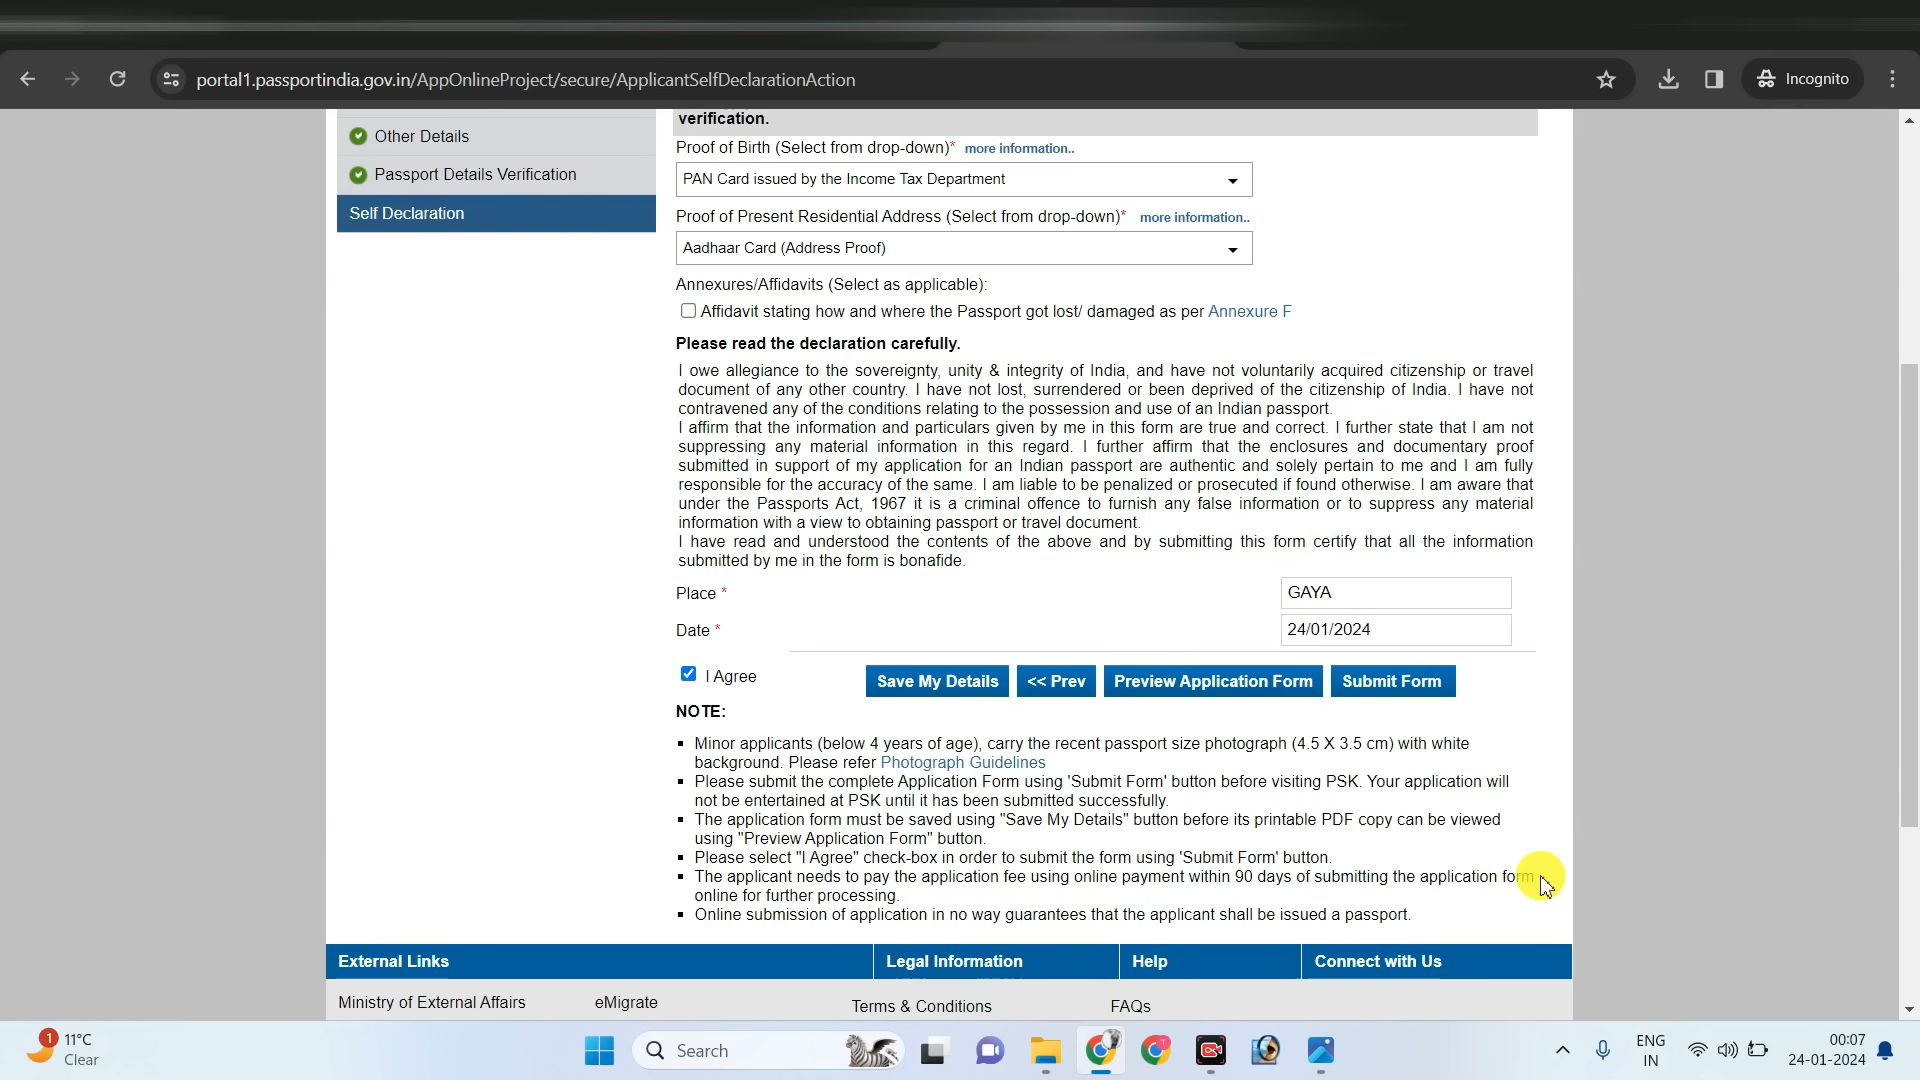 portal1.passportindia.gov.in/AppOnlineProject/secure/ApplicantSelfDeclarationAction
Incognito
verification.
Other Details
Passport Details Verification
Self Declaration
Proof of Birth (Select from drop-down)* more information..
PAN Card issued by the Income Tax Department
Proof of Present Residential Address (Select from drop-down)* more information..
Aadhaar Card (Address Proof)
Annexures/Affidavits (Select as applicable):
Affidavit stating how and where the Passport got lost/ damaged as per Annexure F
Please read the declaration carefully.
I owe allegiance to the sovereignty, unity & integrity of India, and have not voluntarily acquired citizenship or travel
document of any other country. I have not lost, surrendered or been deprived of the citizenship of India. I have not
contravened any of the conditions relating to the possession and use of an Indian passport.
I affirm that the information and particulars given by me in this form are true and correct. I further state that I am not
suppressing any material information in this regard. I further affirm that the enclosures and documentary proof
submitted in support of my application for an Indian passport are authentic and solely pertain to me and I am fully
responsible for the accuracy of the same. I am liable to be penalized or prosecuted if found otherwise. I am aware that
under the Passports Act, 1967 it is a criminal offence to furnish any false information or to suppress any material
information with a view to obtaining passport or travel document.
I have read and understood the contents of the above and by submitting this form certify that all the information
submitted by me in the form is bonafide.
Place * GAYA
Date * 24/01/2024
I Agree
Save My Details
<< Prev
Preview Application Form
Submit Form
NOTE:
▪ Minor applicants (below 4 years of age), carry the recent passport size photograph (4.5 X 3.5 cm) with white
background. Please refer Photograph Guidelines
▪ Please submit the complete Application Form using 'Submit Form' button before visiting PSK. Your application will
not be entertained at PSK until it has been submitted successfully.
▪ The application form must be saved using "Save My Details" button before its printable PDF copy can be viewed
using "Preview Application Form" button.
▪ Please select "I Agree" check-box in order to submit the form using 'Submit Form' button.
▪ The applicant needs to pay the application fee using online payment within 90 days of submitting the application form
online for further processing.
▪ Online submission of application in no way guarantees that the applicant shall be issued a passport.
External Links
Legal Information
Help
Connect with Us
Ministry of External Affairs
eMigrate
Terms & Conditions
FAQs
1
11°C
Clear
Search
T
ENG
IN
00:07
24-01-2024